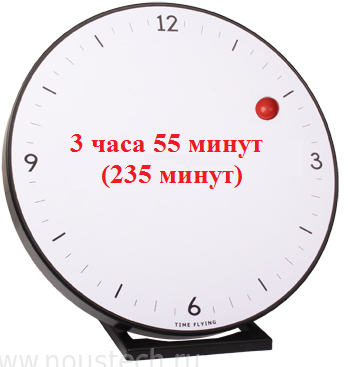 12
3 часа 55 минут
(235 минут)
9
3
6
TIME FLYING
www.noustech.ru